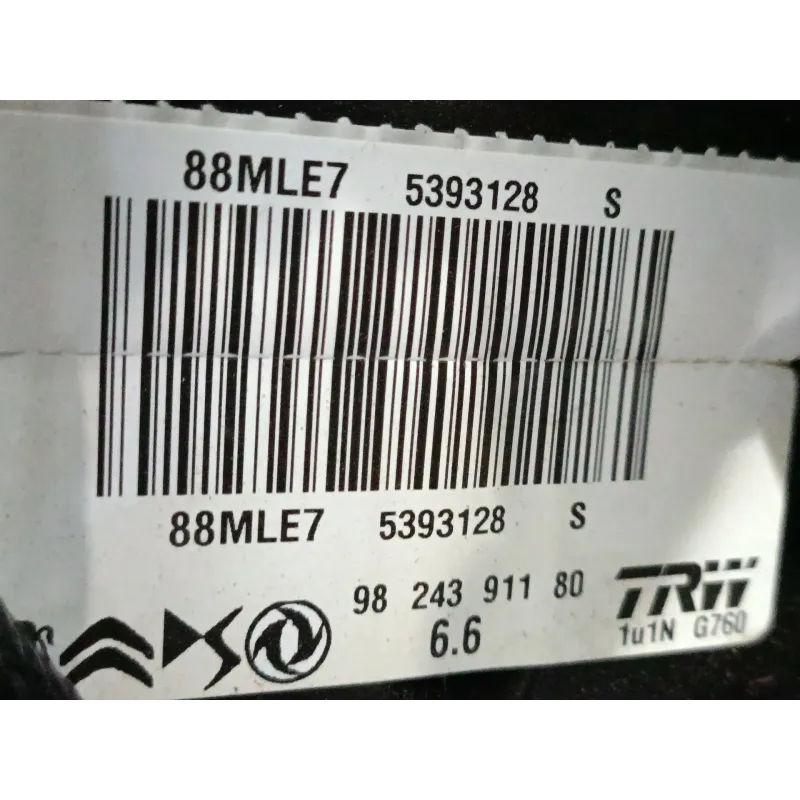 88MLE7 5393128 S
88MLE7 5393128 S
98 243 911 80
TRW
6.6
1u1N G760